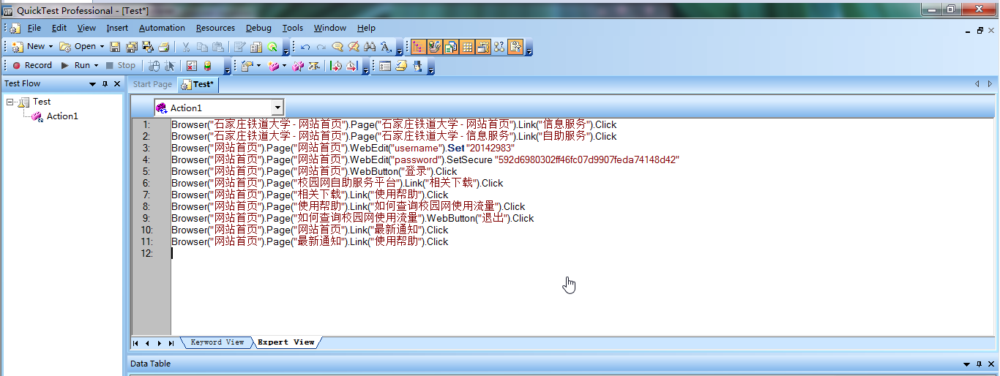 QTP QuickTest Professional - [Test*]
File Edit View Insert Automation Resources Debug Tools Window Help
New Open
Record Run Stop
Test Flow
Start Page Test*
Test
Action1
Action1
1: Browser("石家庄铁道大学 - 网站首页").Page("石家庄铁道大学 - 网站首页").Link("信息服务").Click
2: Browser("石家庄铁道大学 - 网站首页").Page("石家庄铁道大学 - 信息服务").Link("自助服务").Click
3: Browser("网站首页").Page("网站首页").WebEdit("username").Set "20142983"
4: Browser("网站首页").Page("网站首页").WebEdit("password").SetSecure "592d6980302ff46fc07d9907feda74148d42"
5: Browser("网站首页").Page("网站首页").WebButton("登录").Click
6: Browser("网站首页").Page("校园网自助服务平台").Link("相关下载").Click
7: Browser("网站首页").Page("相关下载").Link("使用帮助").Click
8: Browser("网站首页").Page("使用帮助").Link("如何查询校园网使用流量").Click
9: Browser("网站首页").Page("如何查询校园网使用流量").WebButton("退出").Click
10: Browser("网站首页").Page("网站首页").Link("最新通知").Click
11: Browser("网站首页").Page("最新通知").Link("使用帮助").Click
12:
Keyword View Expert View
Data Table